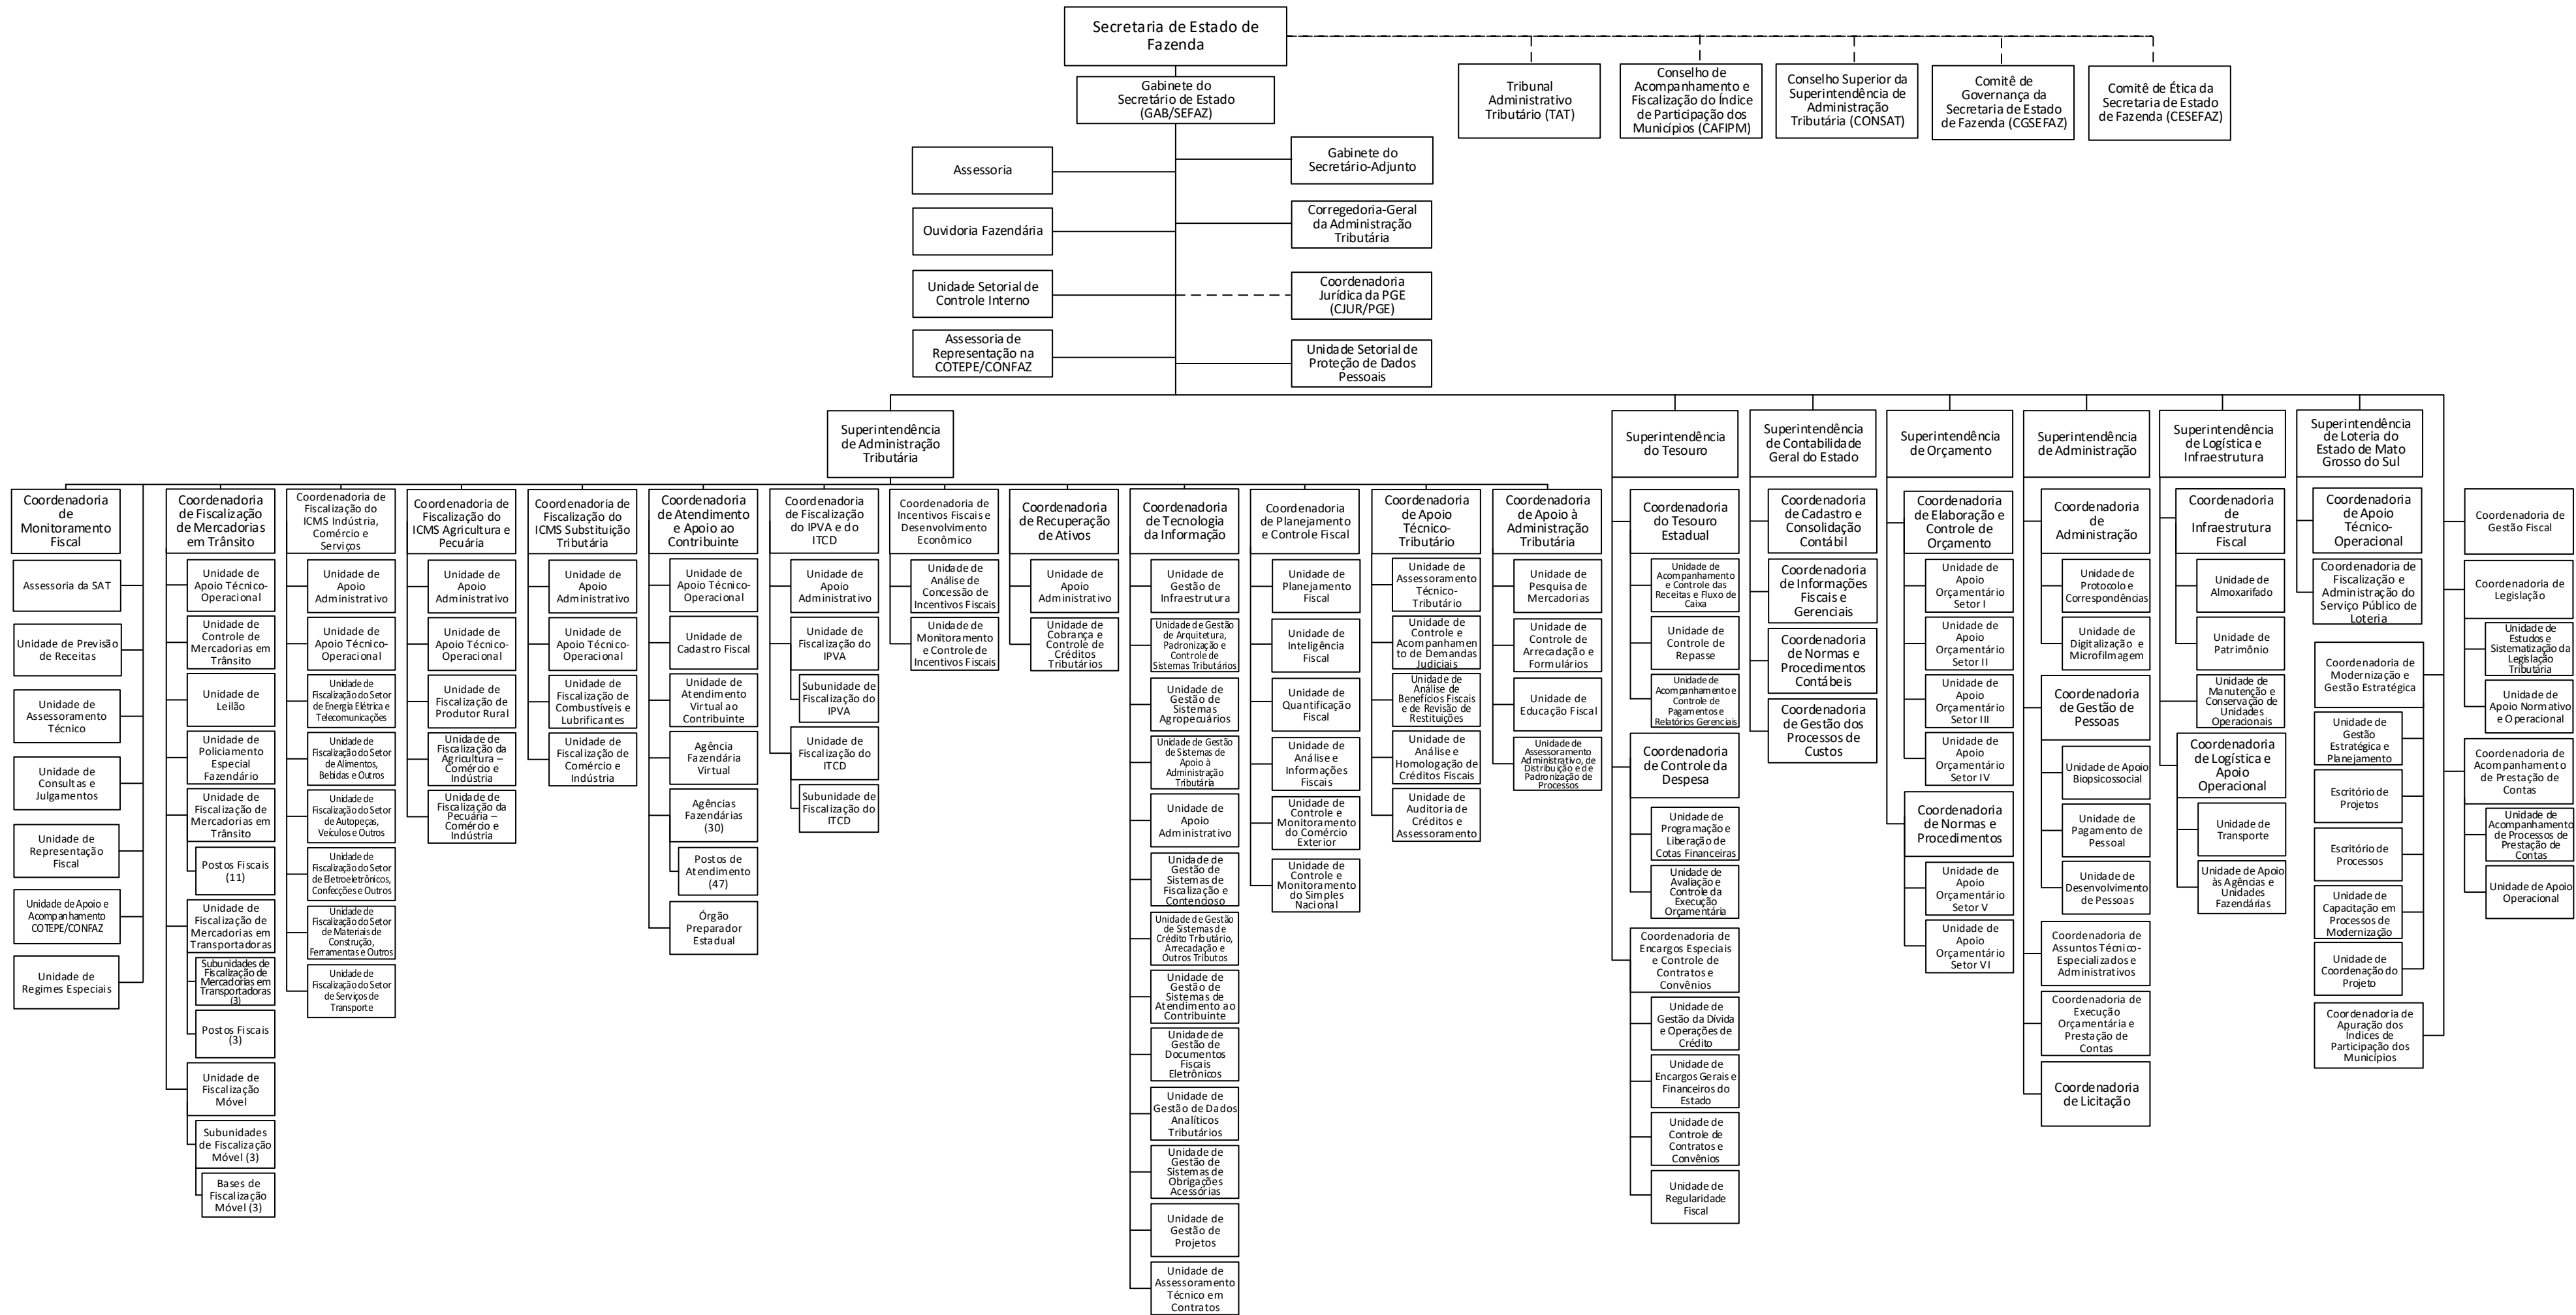 Secretaria de Estado de
Fazenda
Gabinete do
Secretário de Estado
(GAB/SEFAZ)
Tribunal
Administrativo
Tributário (TAT)
Conselho de
Acompanhamento e
Fiscalização do Índice
de Participação dos
Municípios (CAFIPM)
Conselho Superior da
Superintendência de
Administração
Tributária (CONSAT)
Comitê de
Governança da
Secretaria de Estado
de Fazenda (CGSEFAZ)
Comitê de Ética da
Secretaria de Estado
de Fazenda (CESEFAZ)
Assessoria
Gabinete do
Secretário-Adjunto
Ouvidoria Fazendária
Corregedoria-Geral
da Administração
Tributária
Unidade Setorial de
Controle Interno
Coordenadoria
Jurídica da PGE
(CJUR/PGE)
Assessoria de
Representação na
COTEPE/CONFAZ
Unidade Setorial de
Proteção de Dados
Pessoais
Superintendência
de Administração
Tributária
Superintendência
do Tesouro
Superintendência
de Contabilidade
Geral do Estado
Superintendência
de Orçamento
Superintendência
de Administração
Superintendência
de Logística e
Infraestrutura
Superintendência
de Loteria do
Estado de Mato
Grosso do Sul
Coordenadoria
de
Monitoramento
Fiscal
Assessoria da SAT
Unidade de Previsão
de Receitas
Unidade de
Assessoramento
Técnico
Unidade de
Consultas e
Julgamentos
Unidade de
Representação
Fiscal
Unidade de Apoio e
Acompanhamento
COTEPE/CONFAZ
Unidade de
Regimes Especiais
Coordenadoria
de Fiscalização
de Mercadorias
em Trânsito
Unidade de
Apoio Técnico-
Operacional
Unidade de
Controle de
Mercadorias em
Trânsito
Unidade de
Leilão
Unidade de
Policiamento
Especial
Fazendário
Unidade de
Fiscalização de
Mercadorias em
Trânsito
Postos Fiscais
(11)
Unidade de
Fiscalização de
Mercadorias em
Transportadoras
Subunidades de
Fiscalização de
Mercadorias em
Transportadoras
(3)
Postos Fiscais
(3)
Unidade de
Fiscalização
Móvel
Subunidades
de Fiscalização
Móvel (3)
Bases de
Fiscalização
Móvel (3)
Coordenadoria de
Fiscalização do
ICMS Indústria,
Comércio e
Serviços
Unidade de
Apoio
Administrativo
Unidade de
Apoio Técnico-
Operacional
Unidade de
Fiscalização do Setor
de Energia Elétrica e
Telecomunicações
Unidade de
Fiscalização do Setor
de Alimentos,
Bebidas e Outros
Unidade de
Fiscalização do Setor
de Autopeças,
Veículos e Outros
Unidade de
Fiscalização do Setor
de Eletroeletrônicos,
Confecções e Outros
Unidade de
Fiscalização do Setor
de Materiais de
Construção,
Ferramentas e Outros
Unidade de
Fiscalização do Setor
de Serviços de
Transporte
Coordenadoria de
Fiscalização do
ICMS Agricultura e
Pecuária
Unidade de
Apoio
Administrativo
Unidade de
Apoio Técnico-
Operacional
Unidade de
Fiscalização de
Produtor Rural
Unidade de
Fiscalização da
Agricultura –
Comércio e
Indústria
Unidade de
Fiscalização da
Pecuária –
Comércio e
Indústria
Coordenadoria de
Fiscalização do
ICMS Substituição
Tributária
Unidade de
Apoio
Administrativo
Unidade de
Apoio Técnico-
Operacional
Unidade de
Fiscalização de
Combustíveis e
Lubrificantes
Unidade de
Fiscalização de
Comércio e
Indústria
Coordenadoria
de Atendimento
e Apoio ao
Contribuinte
Unidade de
Apoio Técnico-
Operacional
Unidade de
Cadastro Fiscal
Unidade de
Atendimento
Virtual ao
Contribuinte
Agência
Fazendária
Virtual
Agências
Fazendárias
(30)
Postos de
Atendimento
(47)
Órgão
Preparador
Estadual
Coordenadoria
de Fiscalização
do IPVA e do
ITCD
Unidade de
Apoio
Administrativo
Unidade de
Fiscalização do
IPVA
Subunidade de
Fiscalização do
IPVA
Unidade de
Fiscalização do
ITCD
Subunidade de
Fiscalização do
ITCD
Coordenadoria de
Incentivos Fiscais e
Desenvolvimento
Econômico
Unidade de
Análise de
Concessão de
Incentivos Fiscais
Unidade de
Monitoramento
e Controle de
Incentivos Fiscais
Coordenadoria
de Recuperação
de Ativos
Unidade de
Apoio
Administrativo
Unidade de
Cobrança e
Controle de
Créditos
Tributários
Coordenadoria
de Tecnologia
da Informação
Unidade de
Gestão de
Infraestrutura
Unidade de Gestão
de Arquitetura,
Padronização e
Controle de
Sistemas Tributários
Unidade de
Gestão de
Sistemas
Agropecuários
Unidade de Gestão
de Sistemas de
Apoio à
Administração
Tributária
Unidade de
Apoio
Administrativo
Unidade de
Gestão de
Sistemas de
Fiscalização e
Contencioso
Unidade de Gestão
de Sistemas de
Crédito Tributário,
Arrecadação e
Outros Tributos
Unidade de
Gestão de
Sistemas de
Atendimento ao
Contribuinte
Unidade de
Gestão de
Documentos
Fiscais
Eletrônicos
Unidade de
Gestão de Dados
Analíticos
Tributários
Unidade de
Gestão de
Sistemas de
Obrigações
Acessórias
Unidade de
Gestão de
Projetos
Unidade de
Assessoramento
Técnico em
Contratos
Coordenadoria
de Planejamento
e Controle Fiscal
Unidade de
Planejamento
Fiscal
Unidade de
Inteligência
Fiscal
Unidade de
Quantificação
Fiscal
Unidade de
Análise e
Informações
Fiscais
Unidade de
Controle e
Monitoramento
do Comércio
Exterior
Unidade de
Controle e
Monitoramento
do Simples
Nacional
Coordenadoria
de Apoio
Técnico-
Tributário
Unidade de
Assessoramento
Técnico-
Tributário
Unidade de
Controle e
Acompanhamen
to de Demandas
Judiciais
Unidade de
Análise de
Benefícios Fiscais
e de Revisão de
Restituições
Unidade de
Análise e
Homologação de
Créditos Fiscais
Unidade de
Auditoria de
Créditos e
Assessoramento
Coordenadoria
de Apoio à
Administração
Tributária
Unidade de
Pesquisa de
Mercadorias
Unidade de
Controle de
Arrecadação e
Formulários
Unidade de
Educação Fiscal
Unidade de
Assessoramento
Administrativo, de
Distribuição e de
Padronização de
Processos
Coordenadoria
do Tesouro
Estadual
Unidade de
Acompanhamento
e Controle das
Receitas e Fluxo de
Caixa
Unidade de
Controle de
Repasse
Unidade de
Acompanhamento e
Controle de
Pagamentos e
Relatórios Gerenciais
Coordenadoria
de Controle da
Despesa
Unidade de
Programação e
Liberação de
Cotas Financeiras
Unidade de
Avaliação e
Controle da
Execução
Orçamentária
Coordenadoria de
Encargos Especiais
e Controle de
Contratos e
Convênios
Unidade de
Gestão da Dívida
e Operações de
Crédito
Unidade de
Encargos Gerais e
Financeiros do
Estado
Unidade de
Controle de
Contratos e
Convênios
Unidade de
Regularidade
Fiscal
Coordenadoria
de Cadastro e
Consolidação
Contábil
Coordenadoria
de Informações
Fiscais e
Gerenciais
Coordenadoria
de Normas e
Procedimentos
Contábeis
Coordenadoria
de Gestão dos
Processos de
Custos
Coordenadoria
de Elaboração e
Controle de
Orçamento
Unidade de
Apoio
Orçamentário
Setor I
Unidade de
Apoio
Orçamentário
Setor II
Unidade de
Apoio
Orçamentário
Setor III
Unidade de
Apoio
Orçamentário
Setor IV
Coordenadoria
de Normas e
Procedimentos
Unidade de
Apoio
Orçamentário
Setor V
Unidade de
Apoio
Orçamentário
Setor VI
Coordenadoria
de
Administração
Unidade de
Protocolo e
Correspondências
Unidade de
Digitalização e
Microfilmagem
Coordenadoria
de Gestão de
Pessoas
Unidade de Apoio
Biopsicossocial
Unidade de
Pagamento de
Pessoal
Unidade de
Desenvolvimento
de Pessoas
Coordenadoria de
Assuntos Técnico-
Especializados e
Administrativos
Coordenadoria de
Execução
Orçamentária e
Prestação de
Contas
Coordenadoria
de Licitação
Coordenadoria
de
Infraestrutura
Fiscal
Unidade de
Almoxarifado
Unidade de
Patrimônio
Unidade de
Manutenção e
Conservação de
Unidades
Operacionais
Coordenadoria
de Logística e
Apoio
Operacional
Unidade de
Transporte
Unidade de Apoio
às Agências e
Unidades
Fazendárias
Coordenadoria
de Apoio
Técnico-
Operacional
Coordenadoria de
Fiscalização e
Administração do
Serviço Público de
Loteria
Coordenadoria de
Modernização e
Gestão Estratégica
Unidade de
Gestão
Estratégica e
Planejamento
Escritório de
Projetos
Escritório de
Processos
Unidade de
Capacitação em
Processos de
Modernização
Unidade de
Coordenação do
Projeto
Coordenadoria de
Apuração dos
Índices de
Participação dos
Municípios
Coordenadoria de
Gestão Fiscal
Coordenadoria de
Legislação
Unidade de
Estudos e
Sistematização da
Legislação
Tributária
Unidade de
Apoio Normativo
e Operacional
Coordenadoria de
Acompanhamento
de Prestação de
Contas
Unidade de
Acompanhamento
de Processos de
Prestação de
Contas
Unidade de Apoio
Operacional